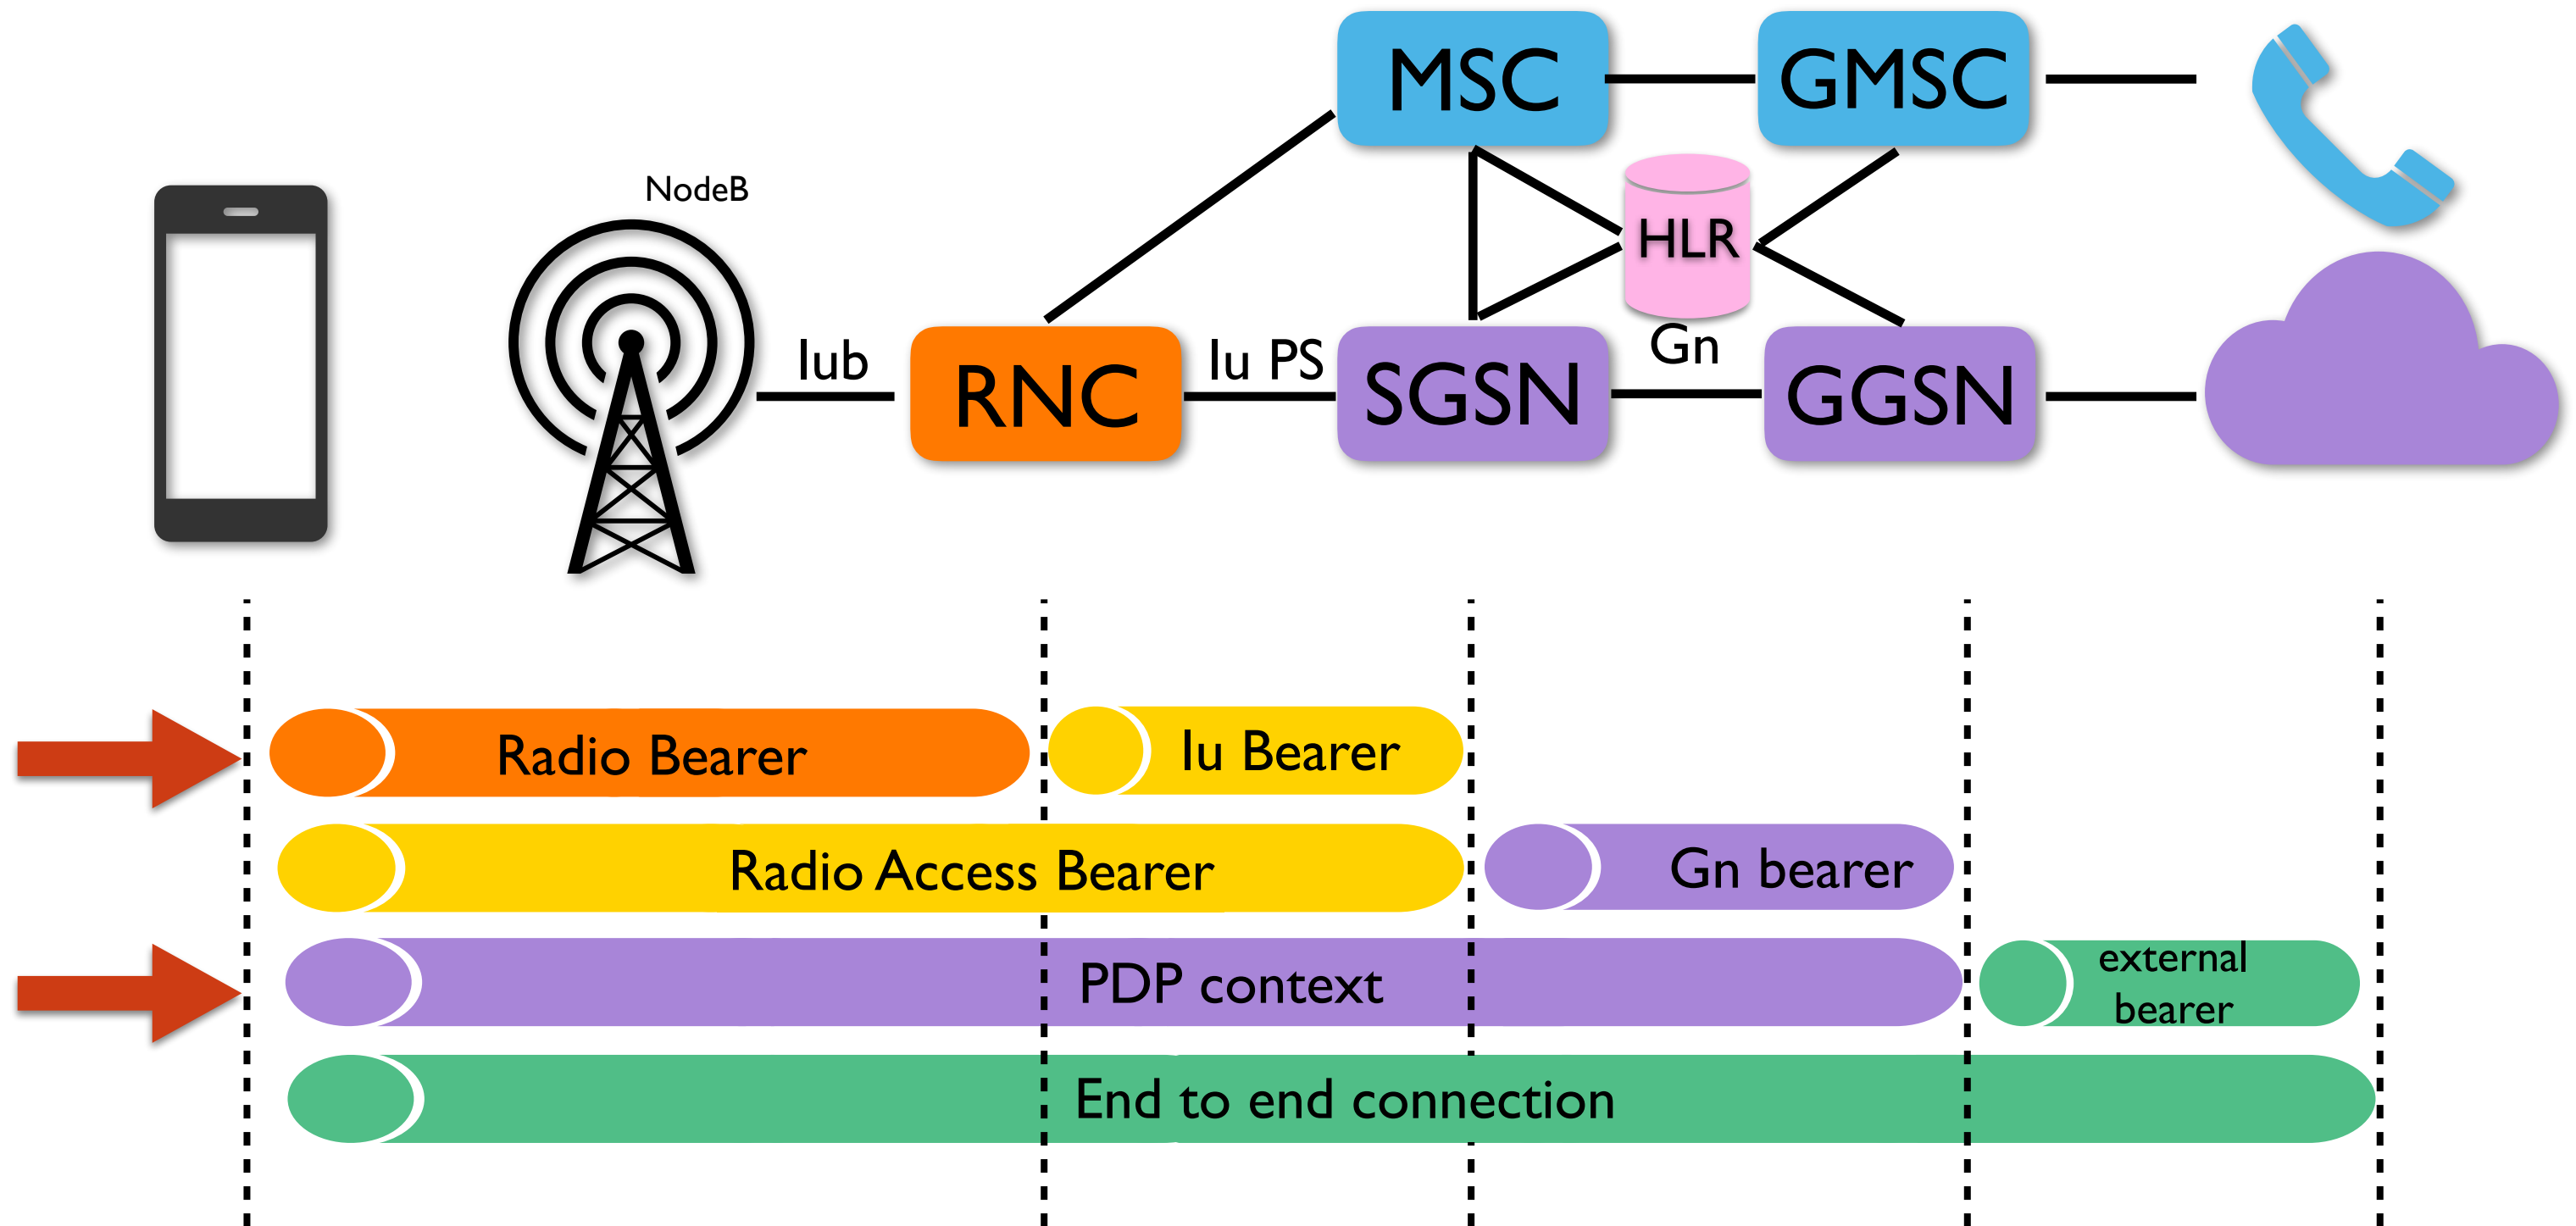 MSC
GMSC
NodeB
HLR
Iub
Iu PS
Gn
RNC
SGSN
GGSN
Radio Bearer
Iu Bearer
Radio Access Bearer
Gn bearer
PDP context
external
bearer
End to end connection